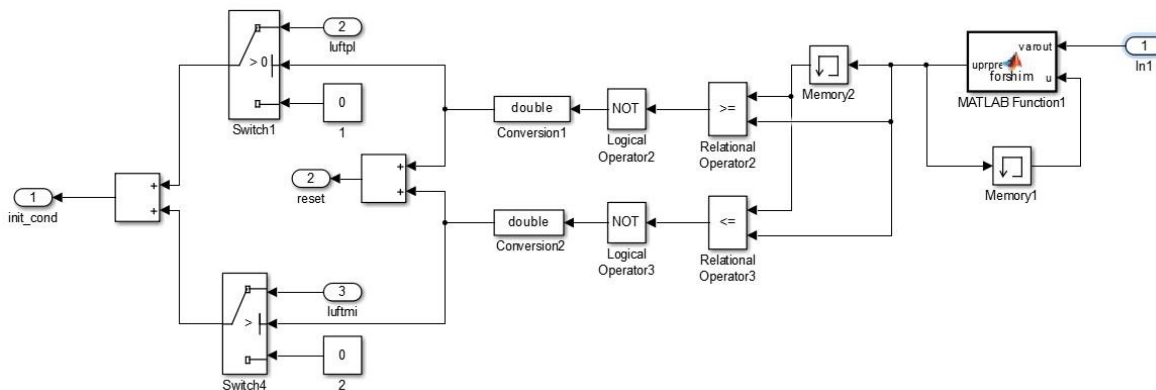 2
luftpl
> 0
0
1
Switch1
double
Conversion1
NOT
Logical
Operator2
>=
Relational
Operator2
Memory2
varout
uprpre
forshim
u
MATLAB Function1
1
In1
Memory1
+
+
2
reset
+
+
1
init_cond
double
Conversion2
NOT
Logical
Operator3
<=
Relational
Operator3
3
luftmi
>
0
2
Switch4